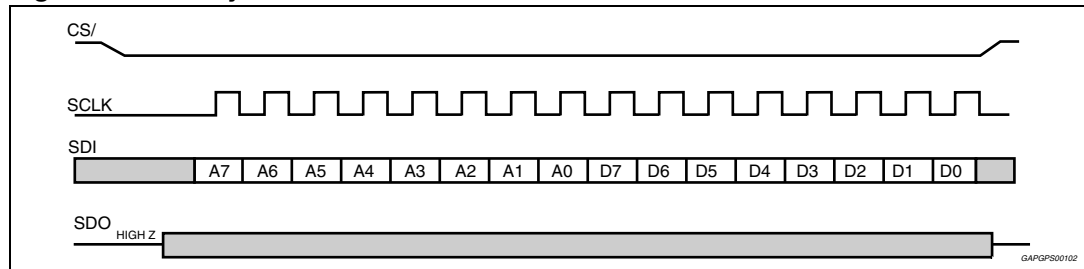 CS/
SCLK
SDI
A7 A6 A5 A4 A3 A2 A1 A0 D7 D6 D5 D4 D3 D2 D1 D0
SDO
HIGH Z
GAPGPS00102